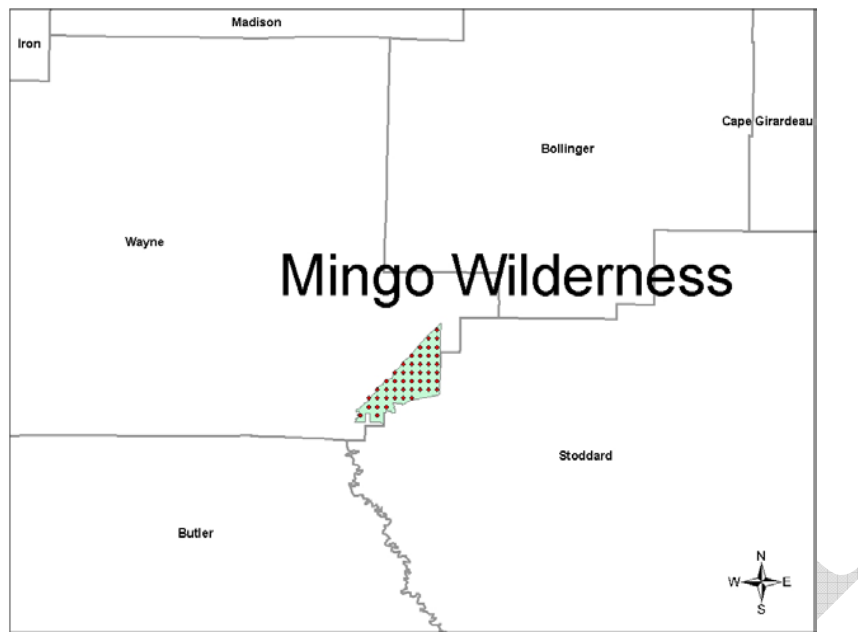 Madison
Iron
Cape Girardeau
Bollinger
Wayne
Mingo Wilderness
Stoddard
Butler
N
W E
S